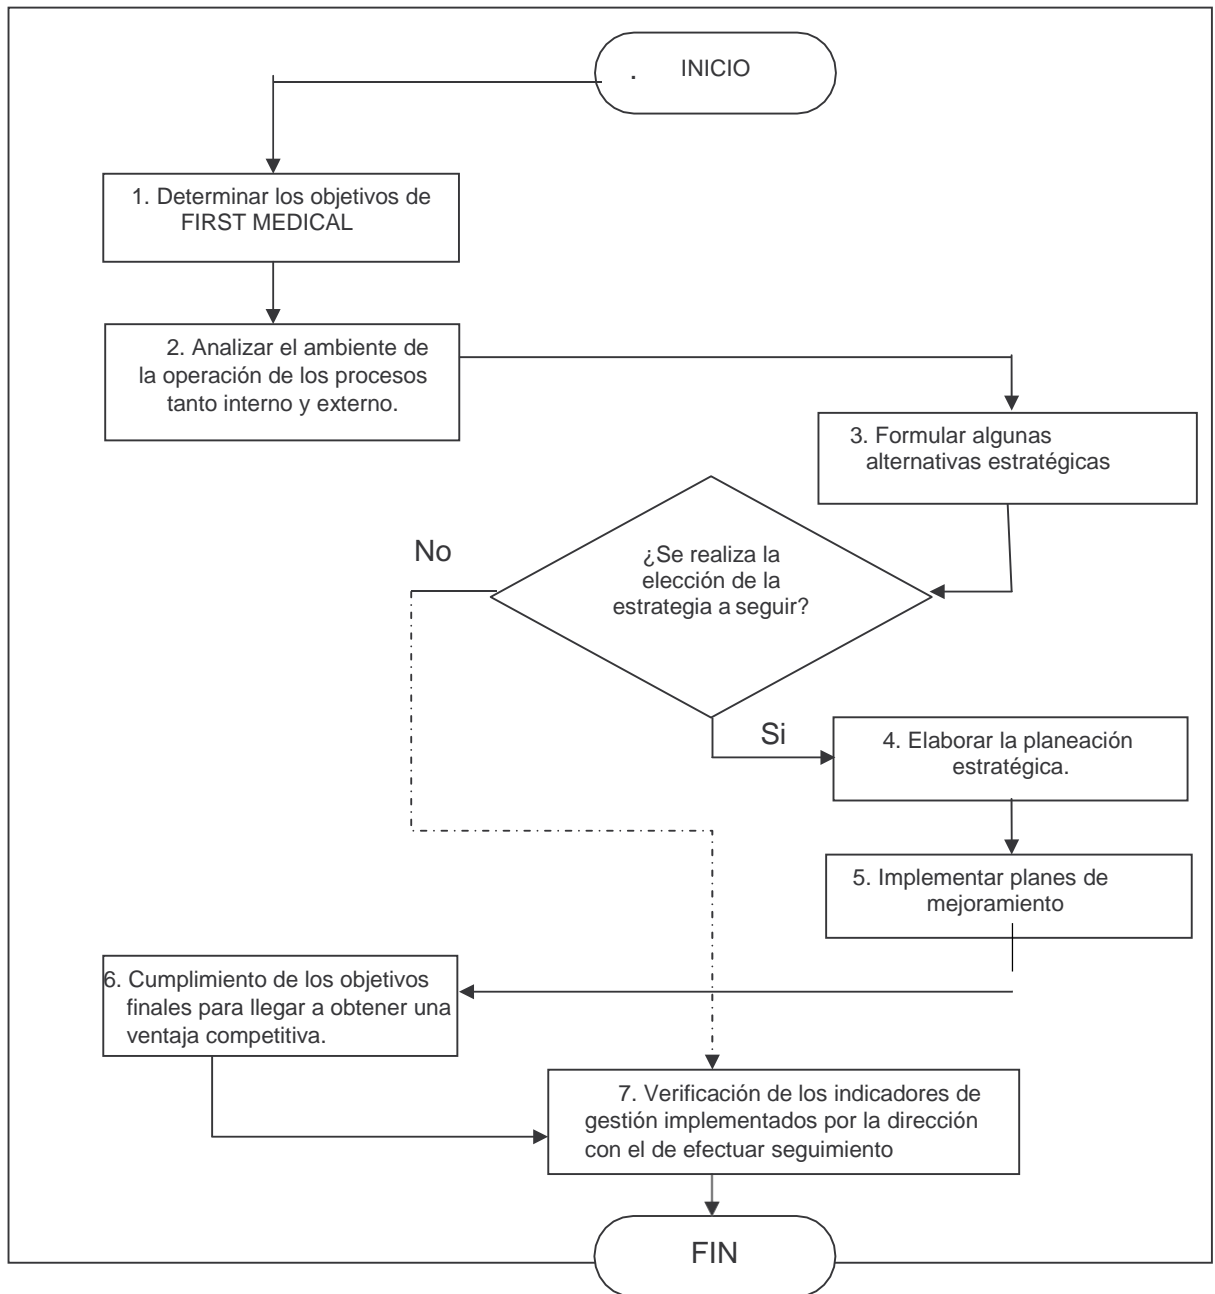 . INICIO
1. Determinar los objetivos de
FIRST MEDICAL
2. Analizar el ambiente de
la operación de los procesos
tanto interno y externo.
3. Formular algunas
alternativas estratégicas
No
¿Se realiza la
elección de la
estrategia a seguir?
Si
4. Elaborar la planeación
estratégica.
5. Implementar planes de
mejoramiento
6. Cumplimiento de los objetivos
finales para llegar a obtener una
ventaja competitiva.
7. Verificación de los indicadores de
gestión implementados por la dirección
con el de efectuar seguimiento
FIN